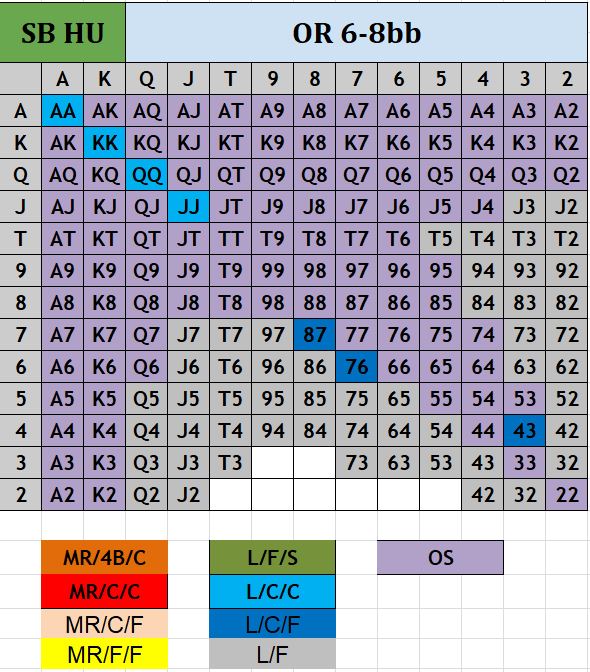 SB HU OR 6-8bb
A K Q J T 9 8 7 6 5 4 3 2
A AA AK AQ AJ AT A9 A8 A7 A6 A5 A4 A3 A2
K AK KK KQ KJ KT K9 K8 K7 K6 K5 K4 K3 K2
Q AQ KQ QQ QJ QT Q9 Q8 Q7 Q6 Q5 Q4 Q3 Q2
J AJ KJ QJ JJ JT J9 J8 J7 J6 J5 J4 J3 J2
T AT KT QT JT TT T9 T8 T7 T6 T5 T4 T3 T2
9 A9 K9 Q9 J9 T9 99 98 97 96 95 94 93 92
8 A8 K8 Q8 J8 T8 98 88 87 86 85 84 83 82
7 A7 K7 Q7 J7 T7 97 87 77 76 75 74 73 72
6 A6 K6 Q6 J6 T6 96 86 76 66 65 64 63 62
5 A5 K5 Q5 J5 T5 95 85 75 65 55 54 53 52
4 A4 K4 Q4 J4 T4 94 84 74 64 54 44 43 42
3 A3 K3 Q3 J3 T3 73 63 53 43 33 32
2 A2 K2 Q2 J2 42 32 22
MR/4B/C L/F/S OS
MR/C/C L/C/C
MR/C/F L/C/F
MR/F/F L/F